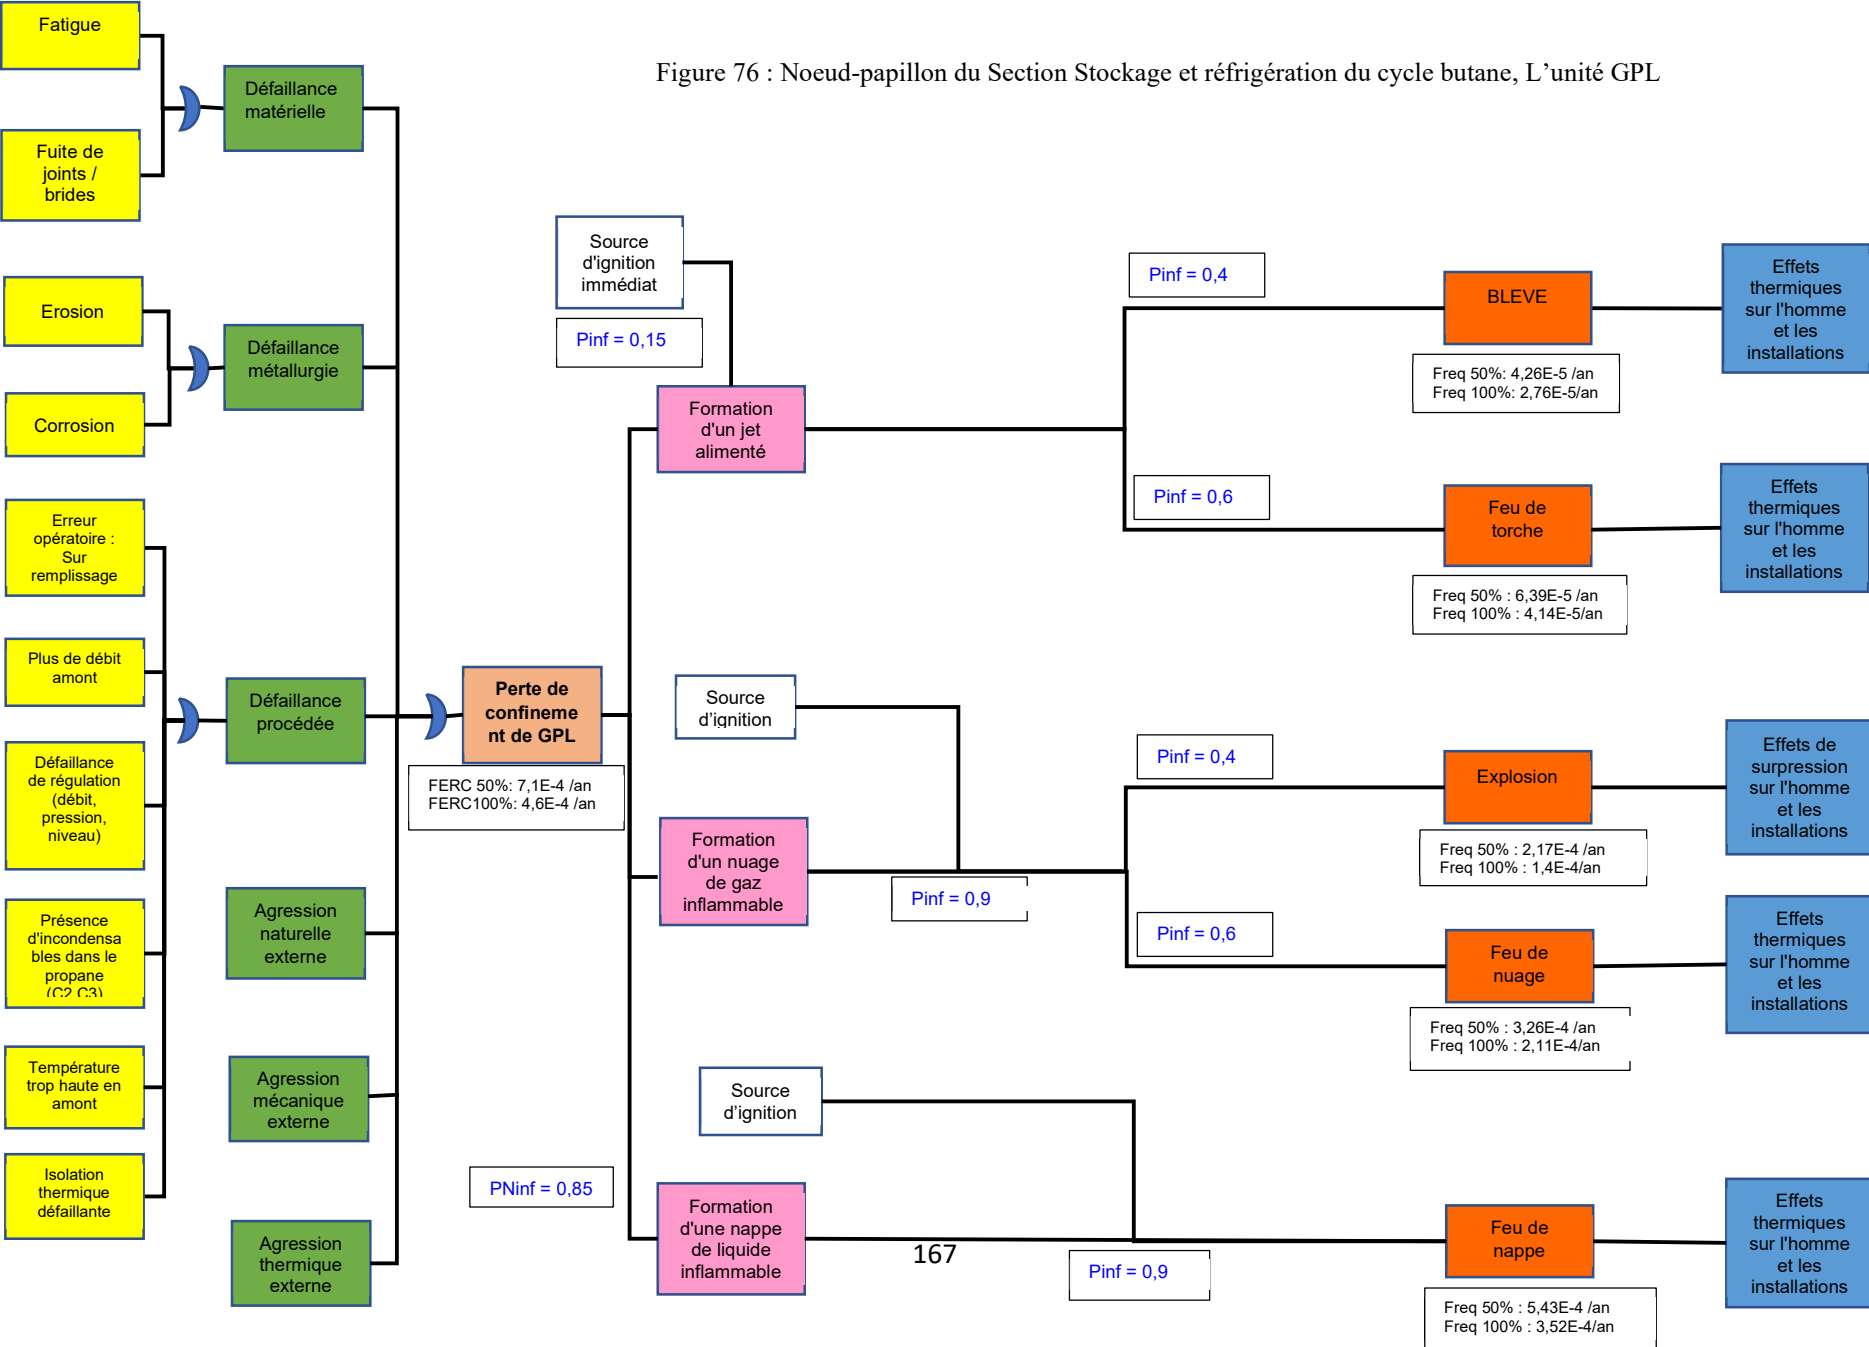 Figure 76 : Noeud-papillon du Section Stockage et réfrigération du cycle butane, L’unité GPL
Fatigue
Fuite de
joints /
brides
Erosion
Corrosion
Erreur
opératoire :
Sur
remplissage
Plus de débit
amont
Défaillance
de régulation
(débit,
pression,
niveau)
Présence
d'incondensa
bles dans le
propane
(C2 C3)
Température
trop haute en
amont
Isolation
thermique
défaillante
Défaillance
matérielle
Défaillance
métallurgie
Défaillance
procédée
Agression
naturelle
externe
Agression
mécanique
externe
Agression
thermique
externe
Perte de
confineme
nt de GPL
FERC 50%: 7,1E-4 /an
FERC100%: 4,6E-4 /an
PNinf = 0,85
Source
d'ignition
immédiat
Pinf = 0,15
Formation
d'un jet
alimenté
Source
d’ignition
Formation
d'un nuage
de gaz
inflammable
Pinf = 0,9
Source
d’ignition
Formation
d'une nappe
de liquide
inflammable
167
Pinf = 0,9
Pinf = 0,4
BLEVE
Freq 50%: 4,26E-5 /an
Freq 100%: 2,76E-5/an
Effets
thermiques
sur l'homme
et les
installations
Pinf = 0,6
Feu de
torche
Freq 50% : 6,39E-5 /an
Freq 100% : 4,14E-5/an
Effets
thermiques
sur l'homme
et les
installations
Pinf = 0,4
Explosion
Freq 50% : 2,17E-4 /an
Freq 100% : 1,4E-4/an
Effets de
surpression
sur l'homme
et les
installations
Pinf = 0,6
Feu de
nuage
Freq 50% : 3,26E-4 /an
Freq 100% : 2,11E-4/an
Effets
thermiques
sur l'homme
et les
installations
Feu de
nappe
Freq 50% : 5,43E-4 /an
Freq 100% : 3,52E-4/an
Effets
thermiques
sur l'homme
et les
installations